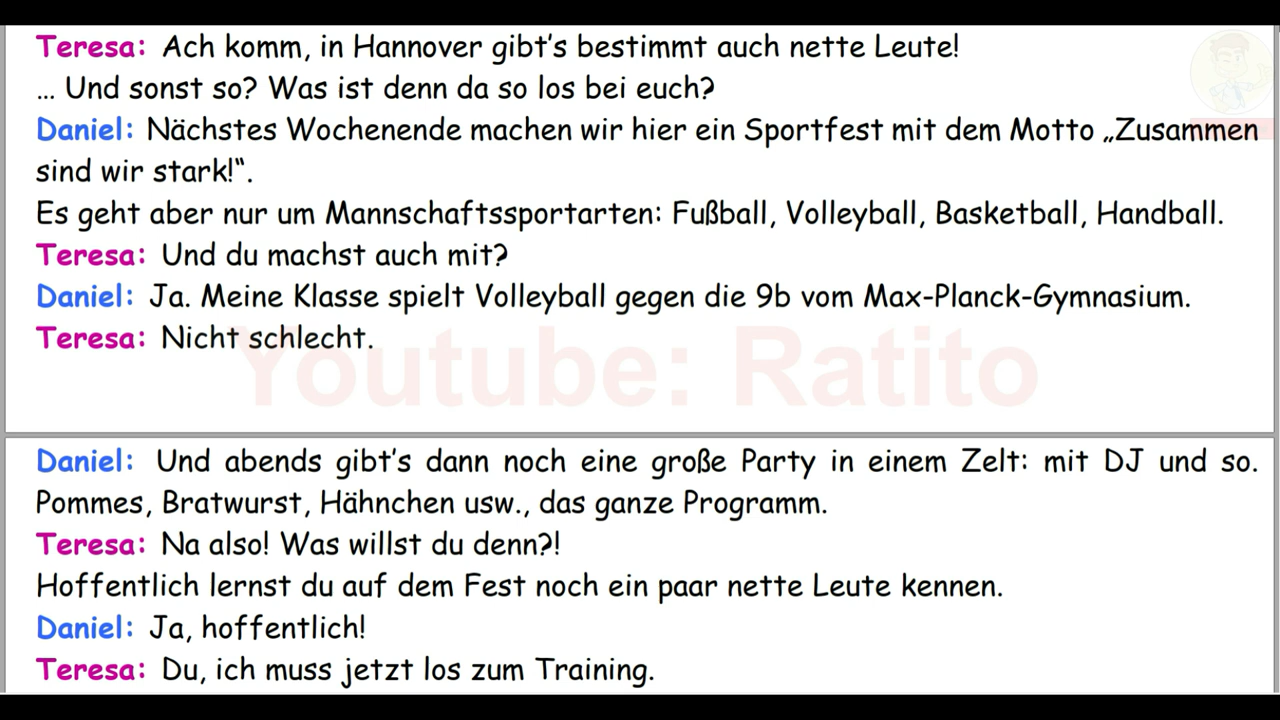 Teresa: Ach komm, in Hannover gibt's bestimmt auch nette Leute!
... Und sonst so? Was ist denn da so los bei euch?
Daniel: Nächstes Wochenende machen wir hier ein Sportfest mit dem Motto „Zusammen
sind wir stark!“.
Es geht aber nur um Mannschaftssportarten: Fußball, Volleyball, Basketball, Handball.
Teresa: Und du machst auch mit?
Daniel: Ja. Meine Klasse spielt Volleyball gegen die 9b vom Max-Planck-Gymnasium.
Teresa: Nicht schlecht.
Youtube: Ratito
Daniel: Und abends gibt's dann noch eine große Party in einem Zelt: mit DJ und so.
Pommes, Bratwurst, Hähnchen usw., das ganze Programm.
Teresa: Na also! Was willst du denn?!
Hoffentlich lernst du auf dem Fest noch ein paar nette Leute kennen.
Daniel: Ja, hoffentlich!
Teresa: Du, ich muss jetzt los zum Training.